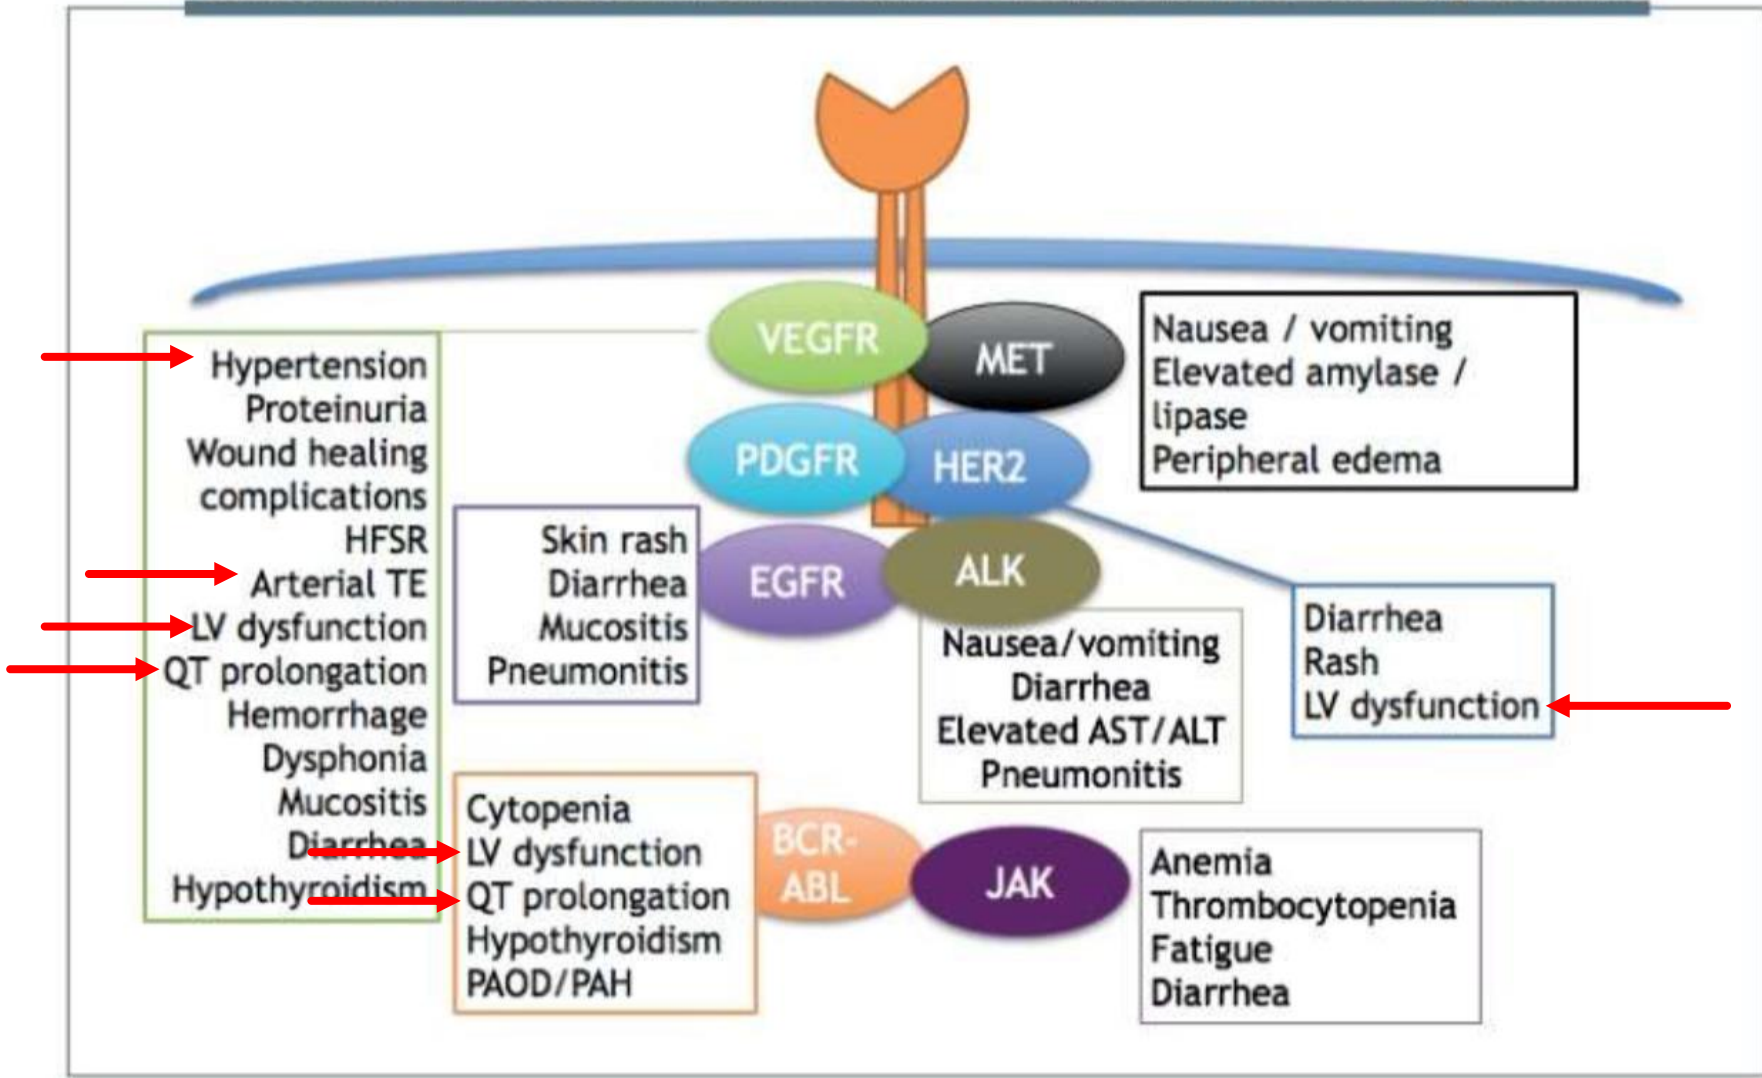 VEGFR
MET
PDGFR
HER2
EGFR
ALK
BCR-
ABL
JAK
Hypertension
Proteinuria
Wound healing
complications
HFSR
Arterial TE
LV dysfunction
QT prolongation
Hemorrhage
Dysphonia
Mucositis
Diarrhea
Hypothyroidism
Skin rash
Diarrhea
Mucositis
Pneumonitis
Cytopenia
LV dysfunction
QT prolongation
Hypothyroidism
PAOD/PAH
Nausea / vomiting
Elevated amylase /
lipase
Peripheral edema
Nausea/vomiting
Diarrhea
Elevated AST/ALT
Pneumonitis
Diarrhea
Rash
LV dysfunction
Anemia
Thrombocytopenia
Fatigue
Diarrhea